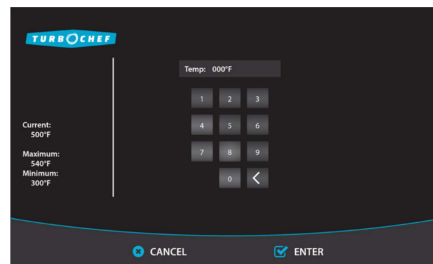 TURBOCHEF
Temp: 000°F
1 2 3
Current:
500°F
4 5 6
Maximum:
540°F
7 8 9
Minimum:
300°F
0 <
CANCEL
ENTER